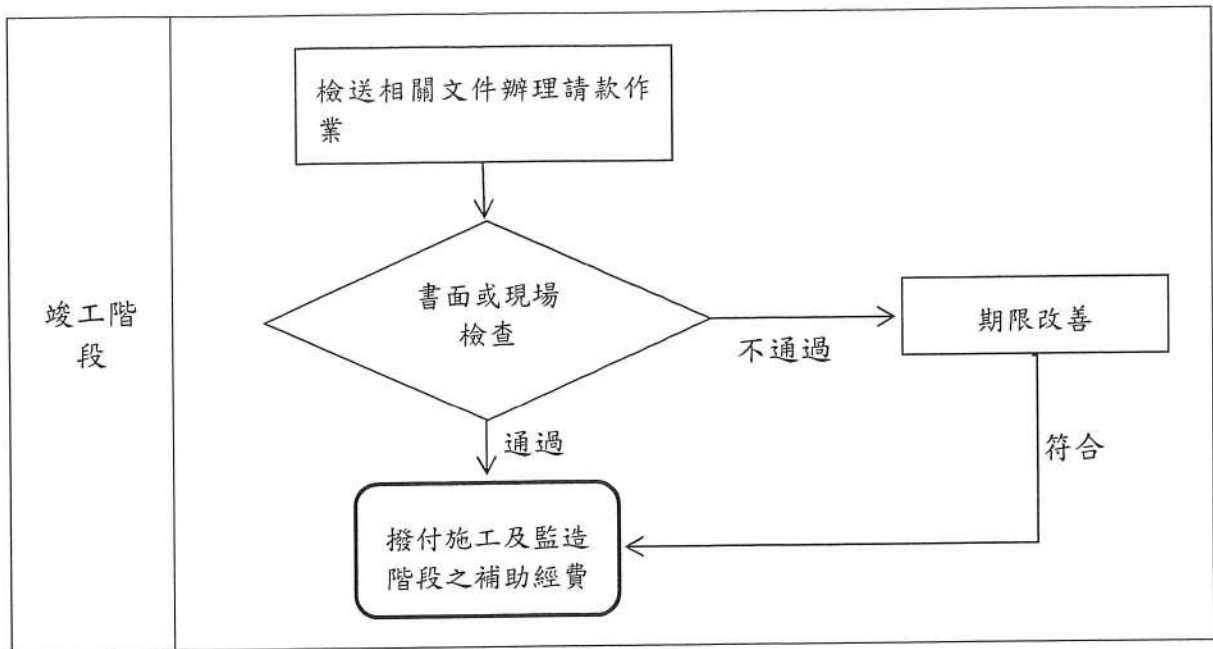 檢送相關文件辦理請款作
業
書面或現場
檢查
不通過
期限改善
竣工階
段
通過
符合
撥付施工及監造
階段之補助經費